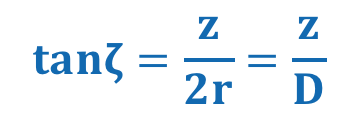 tanζ = z/2r = z/D